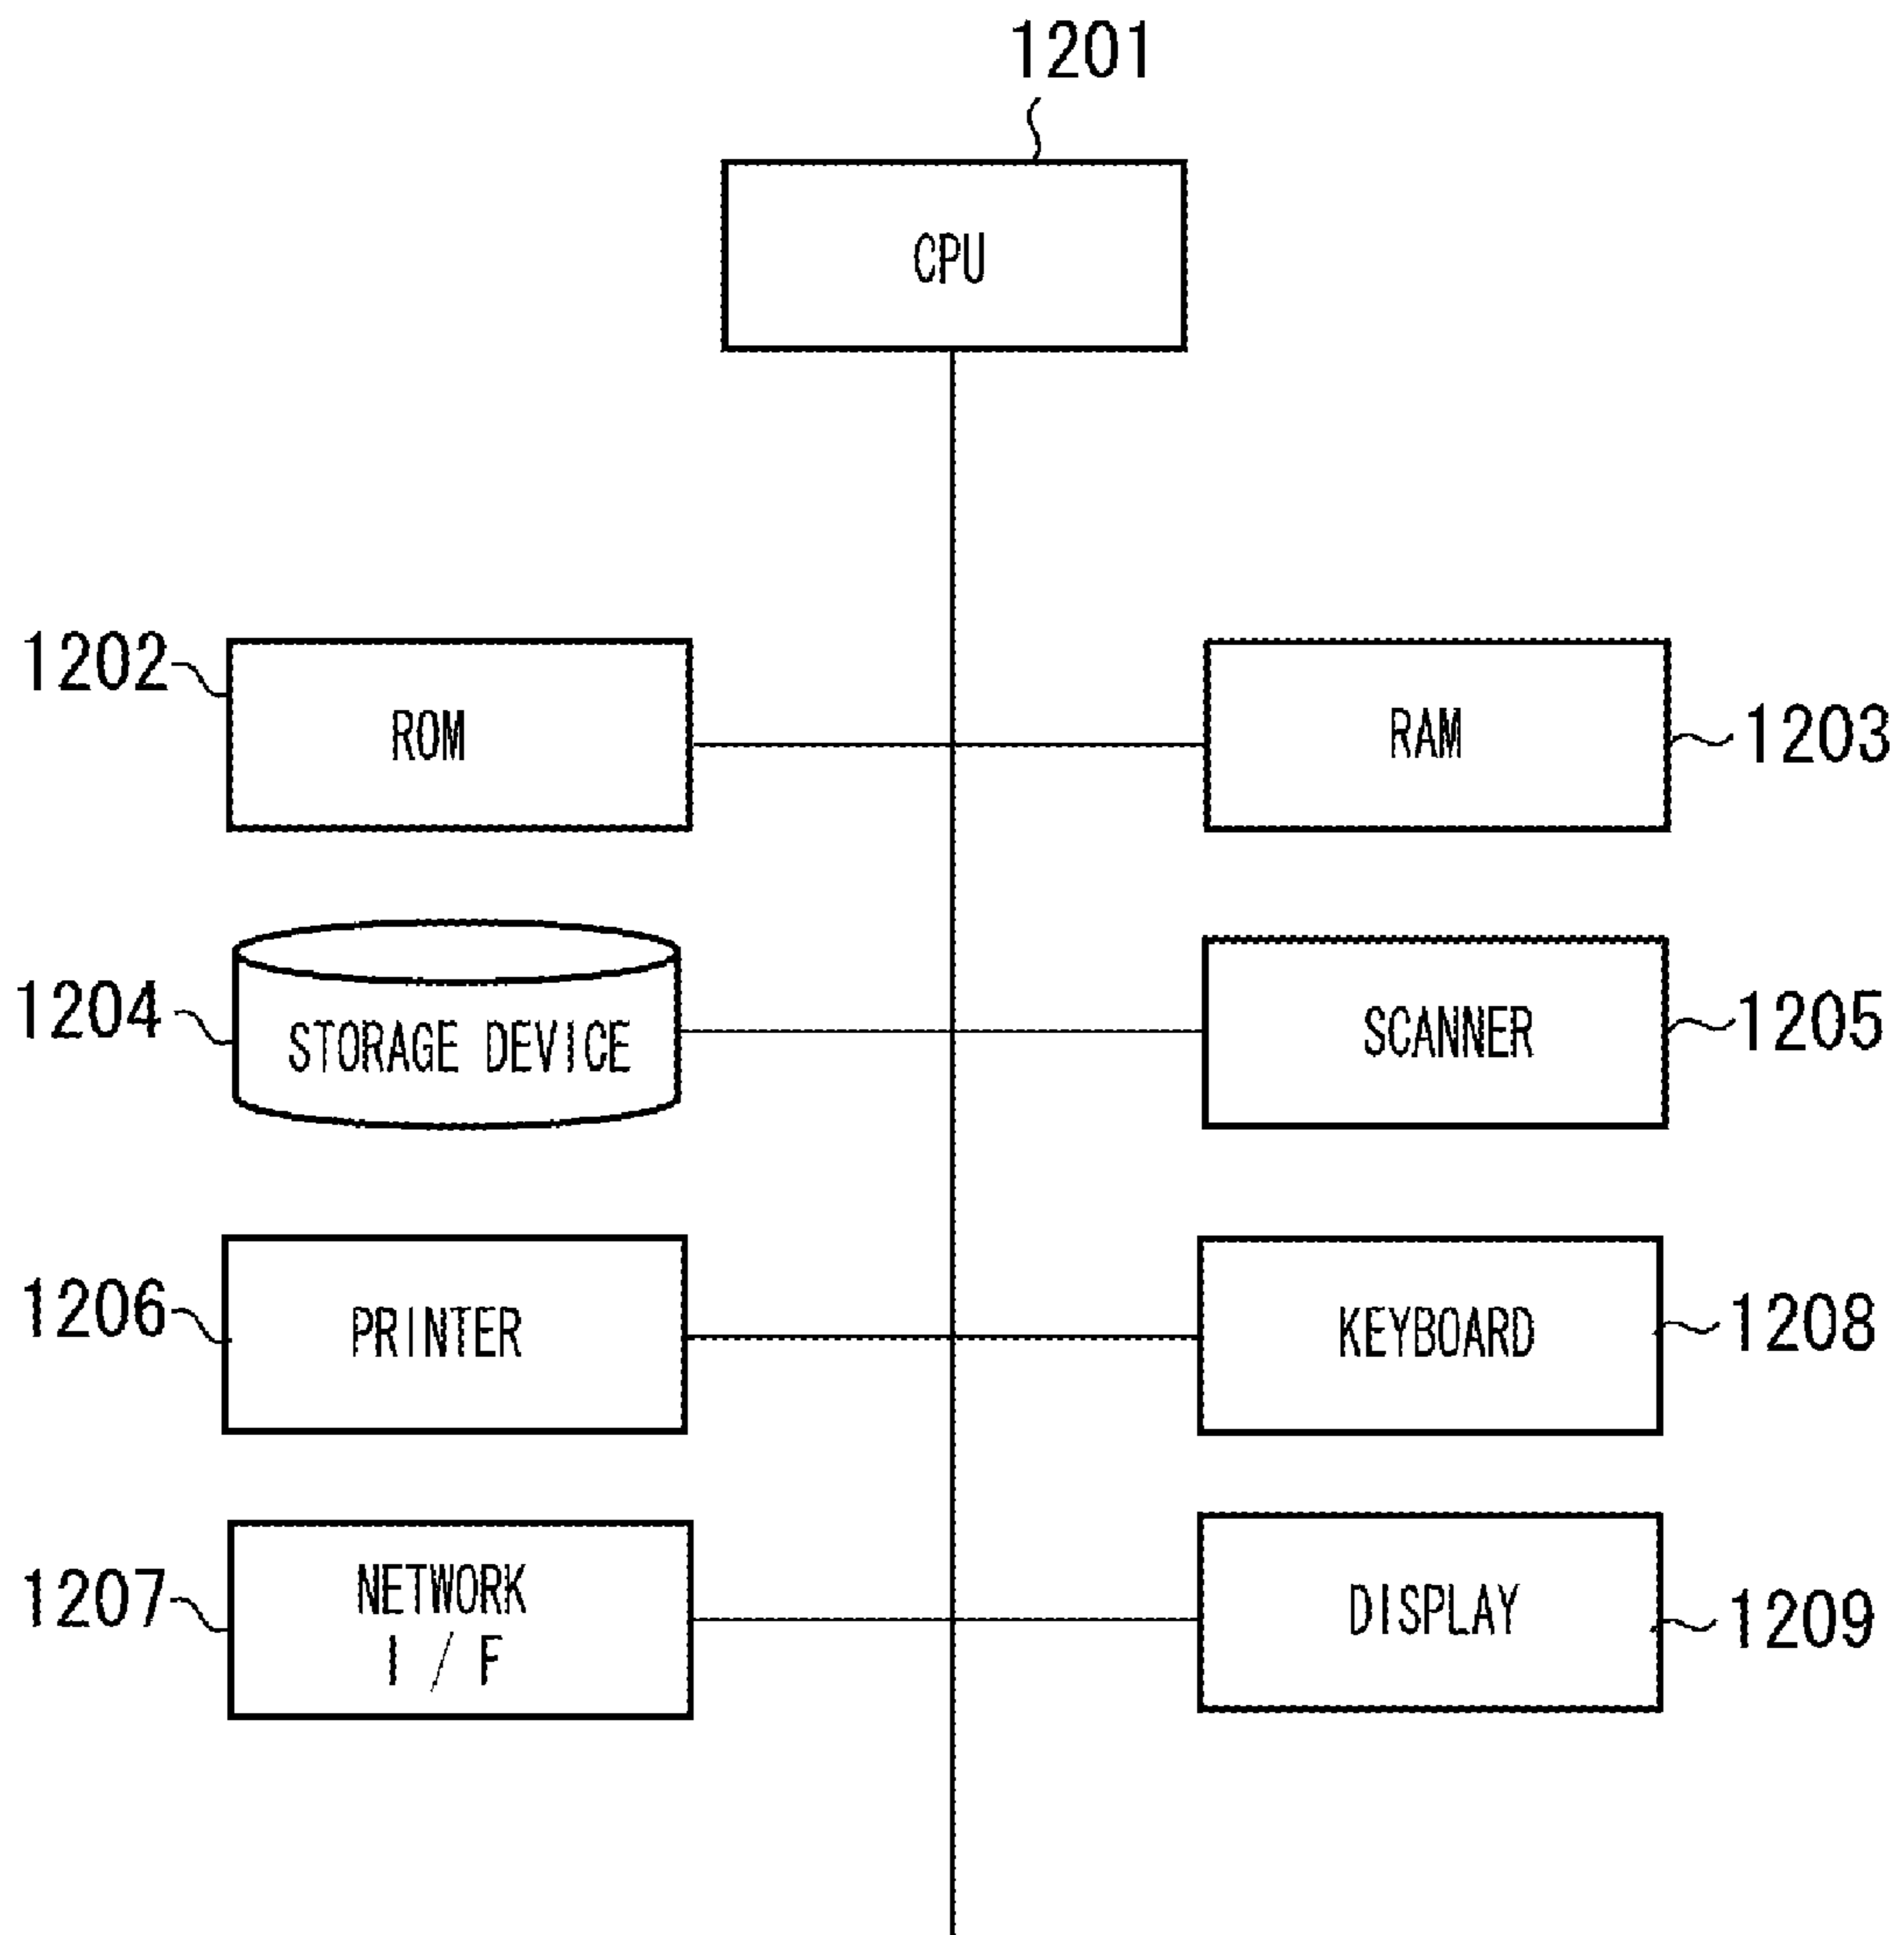 1201
CPU
1202
ROM
RAM
1203
1204
STORAGE DEVICE
SCANNER
1205
1206
PRINTER
KEYBOARD
1208
1207
NETWORK
I / F
DISPLAY
1209